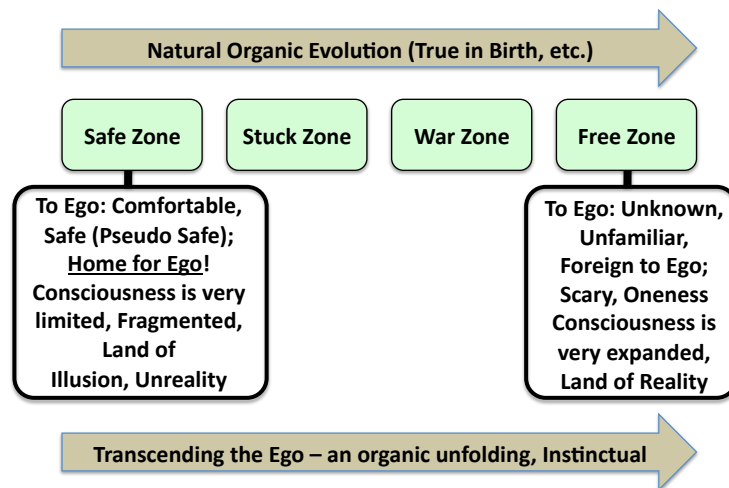 Natural Organic Evolution (True in Birth, etc.)
Safe Zone
Stuck Zone
War Zone
Free Zone
To Ego: Comfortable,
Safe (Pseudo Safe);
Home for Ego!
Consciousness is very
limited, Fragmented,
Land of
Illusion, Unreality
To Ego: Unknown,
Unfamiliar,
Foreign to Ego;
Scary, Oneness
Consciousness is
very expanded,
Land of Reality
Transcending the Ego – an organic unfolding, Instinctual